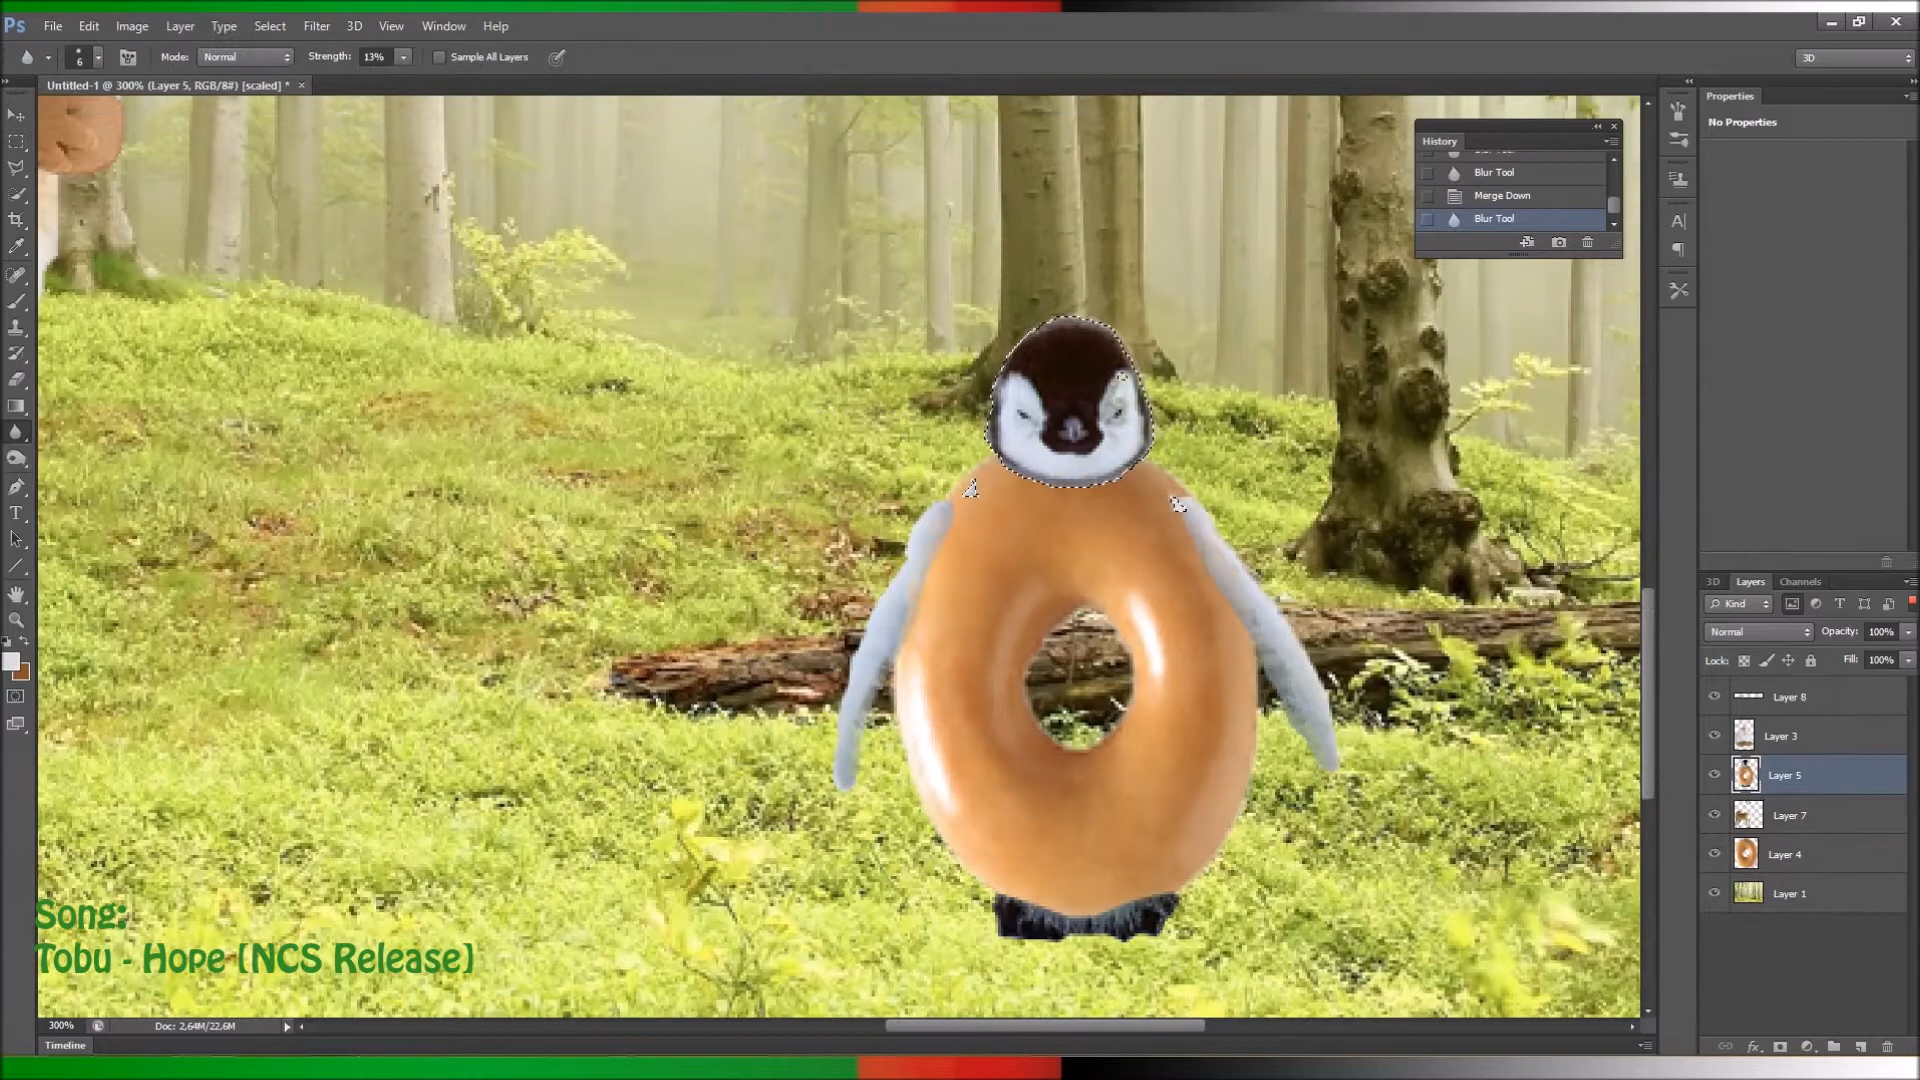 Ps File Edit Image Layer Type Select Filter 3D View Window Help
6 Mode: Normal Strength: 13% Sample All Layers 3D
Untitled-1 @ 300% (Layer 5, RGB/8#) [scaled] * ×
Properties
No Properties
History
Blur Tool
Merge Down
Blur Tool
3D Layers Channels
Kind
Normal Opacity: 100%
Lock: Fill: 100%
Layer 8
Layer 3
Layer 5
Layer 7
Layer 4
Layer 1
Song:
Tobu - Hope [NCS Release]
300% Doc: 2,64M/22,6M
Timeline